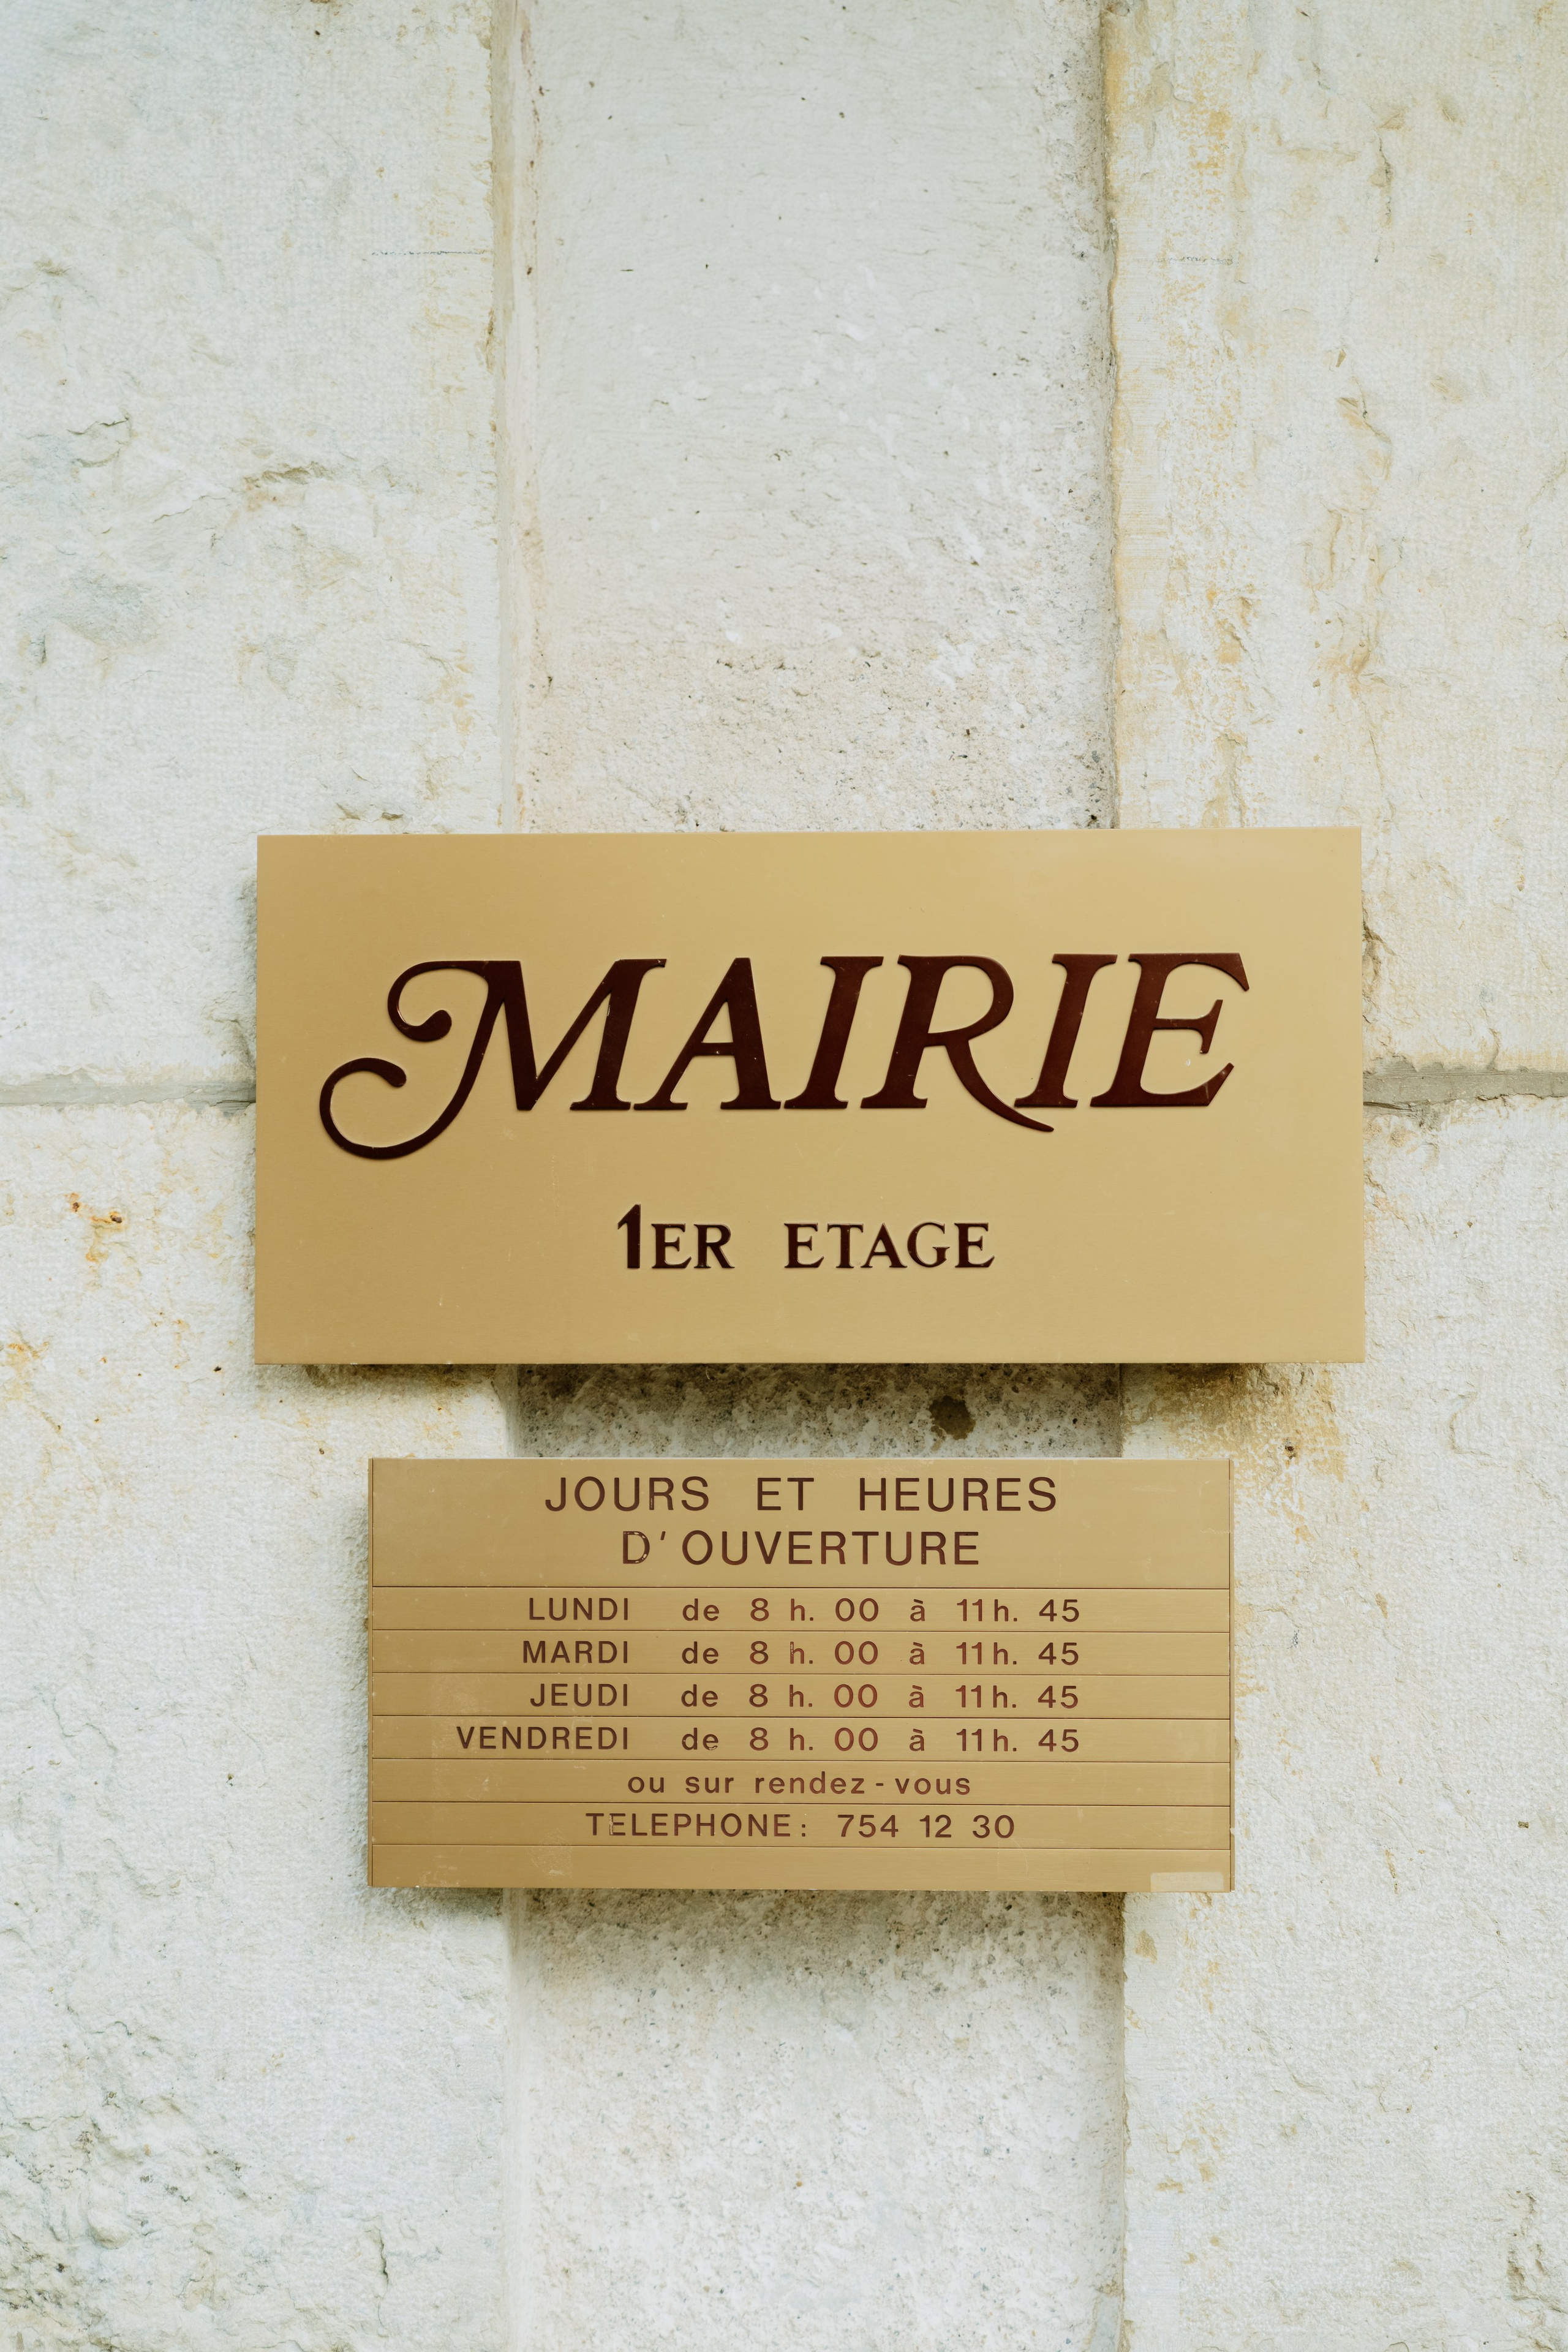 MAIRIE
1ER ETAGE
JOURS ET HEURES
D'OUVERTURE
LUNDI de 8 h. 00 à 11h. 45
MARDI de 8 h. 00 à 11h. 45
JEUDI de 8 h. 00 à 11h. 45
VENDREDI de 8 h. 00 à 11h. 45
ou sur rendez-vous
TELEPHONE: 754 12 30